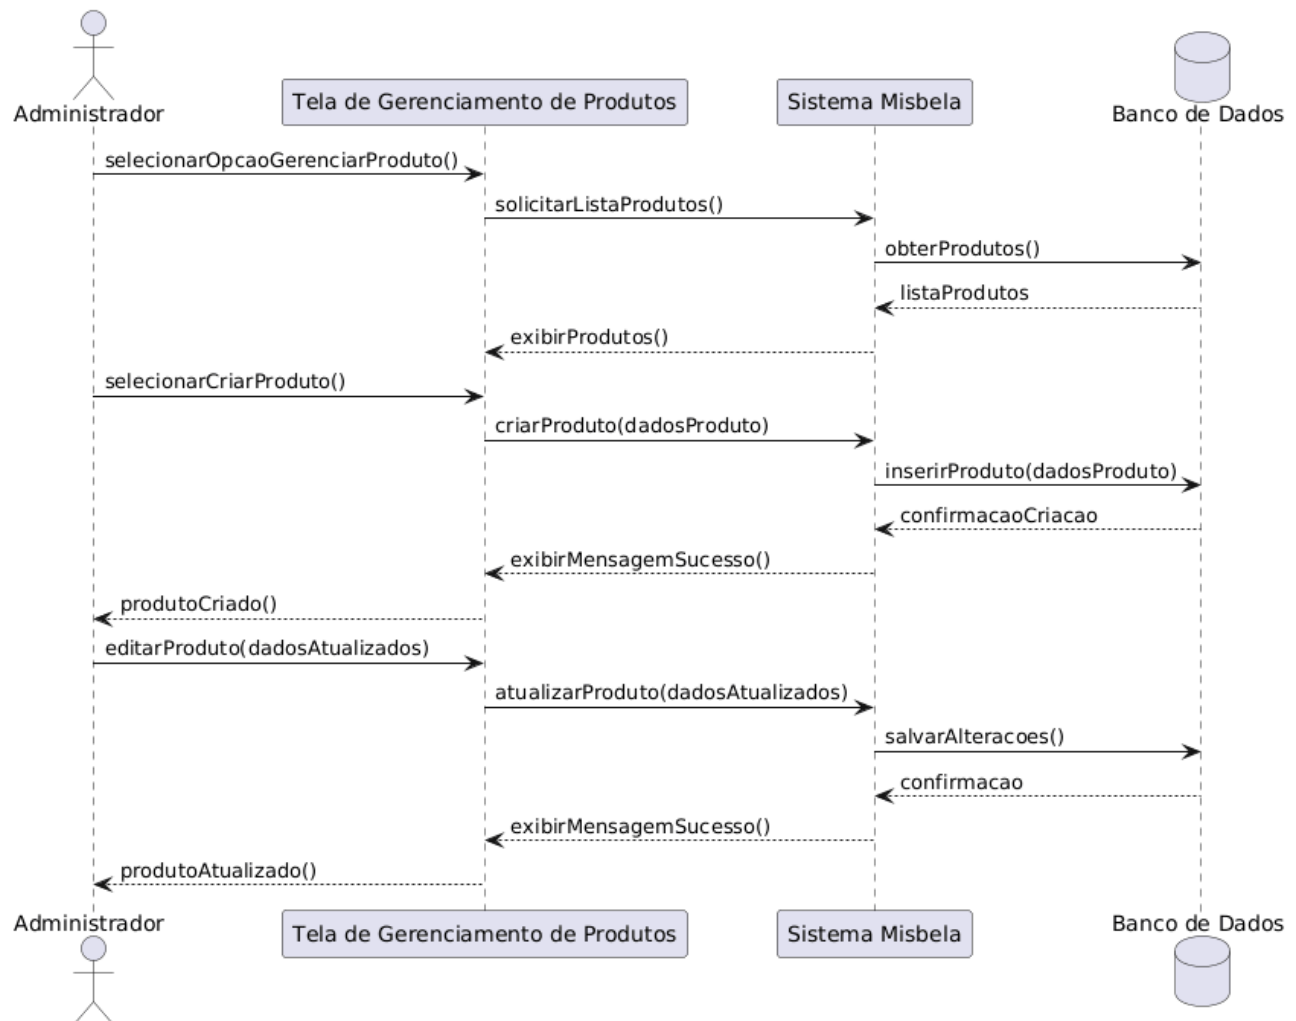 Administrador
Tela de Gerenciamento de Produtos
Sistema Misbela
Banco de Dados
selecionarOpcaoGerenciarProduto()
solicitarListaProdutos()
obterProdutos()
listaProdutos
exibirProdutos()
selecionarCriarProduto()
criarProduto(dadosProduto)
inserirProduto(dadosProduto)
confirmacaoCriacao
exibirMensagemSucesso()
produtoCriado()
editarProduto(dadosAtualizados)
atualizarProduto(dadosAtualizados)
salvarAlteracoes()
confirmacao
exibirMensagemSucesso()
produtoAtualizado()
Administrador
Tela de Gerenciamento de Produtos
Sistema Misbela
Banco de Dados